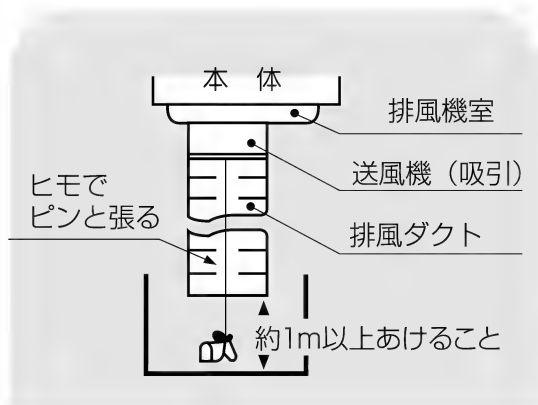 本 体
排風機室
送風機（吸引）
ヒモで
ピンと張る
排風ダクト
約1m以上あけること